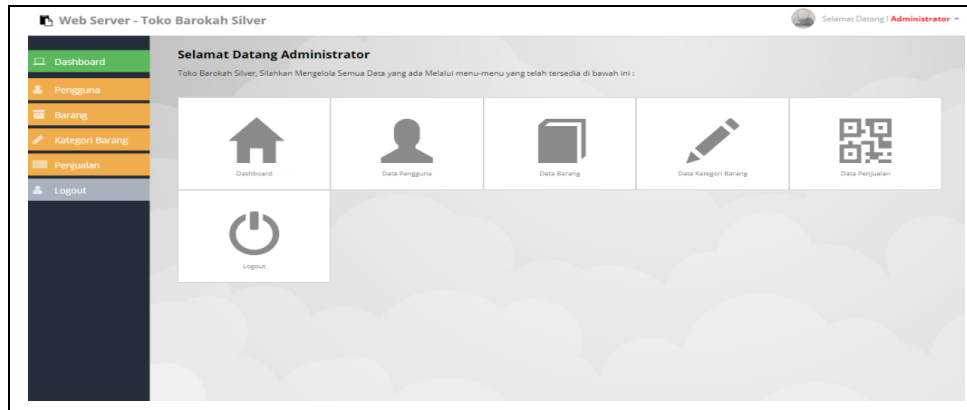 Web Server - Toko Barokah Silver
Selamat Datang ! Administrator
Dashboard
Pengguna
Barang
Kategori Barang
Penjualan
Logout
Selamat Datang Administrator
Toko Barokah Silver, Silahkan Mengelola Semua Data yang ada Melalui menu-menu yang telah tersedia di bawah ini :
Dashboard
Data Pengguna
Data Barang
Data Kategori Barang
Data Penjualan
Logout